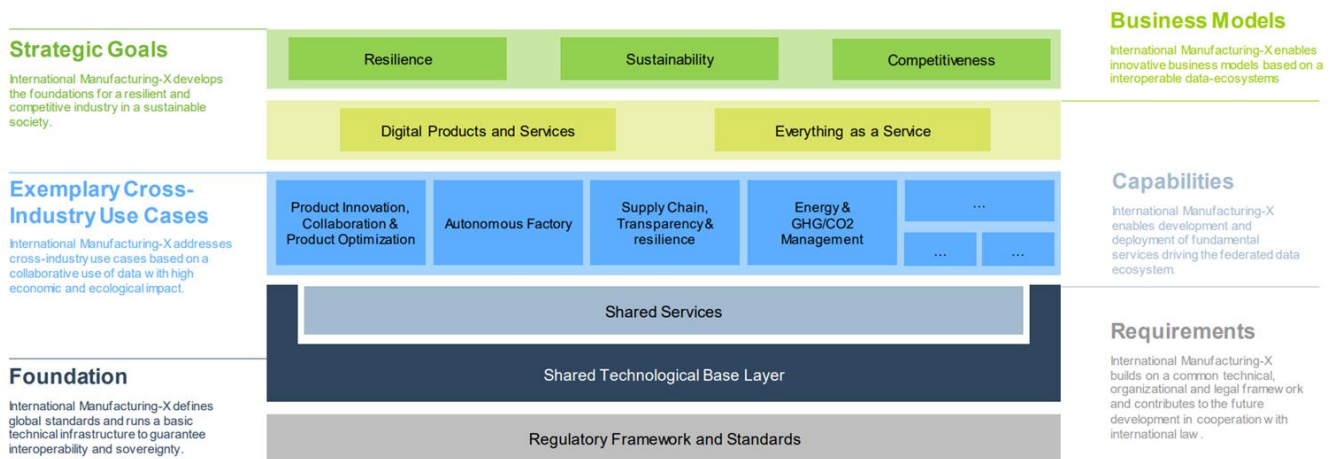 Strategic Goals
International Manufacturing-X develops
the foundations for a resilient and
competitive industry in a sustainable
society.
Resilience
Sustainability
Competitiveness
Business Models
International Manufacturing-X enables
innovative business models based on a
interoperable data-ecosystems
Digital Products and Services
Everything as a Service
Exemplary Cross-
Industry Use Cases
International Manufacturing-X addresses
cross-industry use cases based on a
collaborative use of data with high
economic and ecological impact.
Product Innovation,
Collaboration &
Product Optimization
Autonomous Factory
Supply Chain,
Transparency &
resilience
Energy &
GHG/CO2
Management
...
...
...
Capabilities
International Manufacturing-X
enables development and
deployment of fundamental
services driving the federated data
ecosystem.
Shared Services
Shared Technological Base Layer
Foundation
International Manufacturing-X defines
global standards and runs a basic
technical infrastructure to guarantee
interoperability and sovereignty.
Regulatory Framework and Standards
Requirements
International Manufacturing-X
builds on a common technical,
organizational and legal framework
and contributes to the future
development in cooperation with
international law.